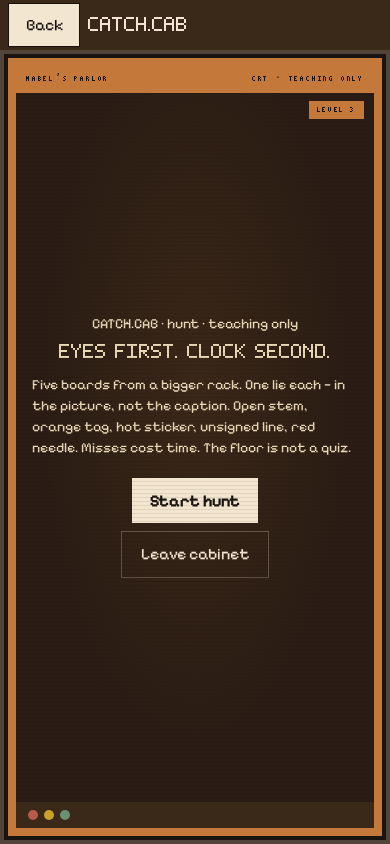 Back
CATCH.CAB
MABEL'S PARLOR
CRT · TEACHING ONLY
LEVEL 3
CATCH.CAB · hunt · teaching only
EYES FIRST. CLOCK SECOND.
Five boards from a bigger rack. One lie each – in
the picture, not the caption. Open stem,
orange tag, hot sticker, unsigned line, red
needle. Misses cost time. The floor is not a quiz.
Start hunt
Leave cabinet